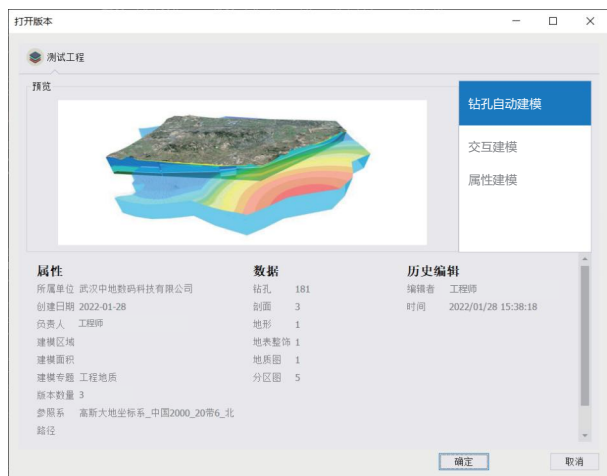 打开版本
测试工程
预览
钻孔自动建模
交互建模
属性建模
属性
所属单位 武汉中地数码科技有限公司
创建日期 2022-01-28
负责人 工程师
建模区域
建模面积
建模专题 工程地质
版本数量 3
参照系 高斯大地坐标系_中国2000_20带6_北
路径
数据
钻孔 181
剖面 3
地形 1
地表整饰 1
地质图 1
分区图 5
历史编辑
编辑者 工程师
时间 2022/01/28 15:38:18
确定
取消